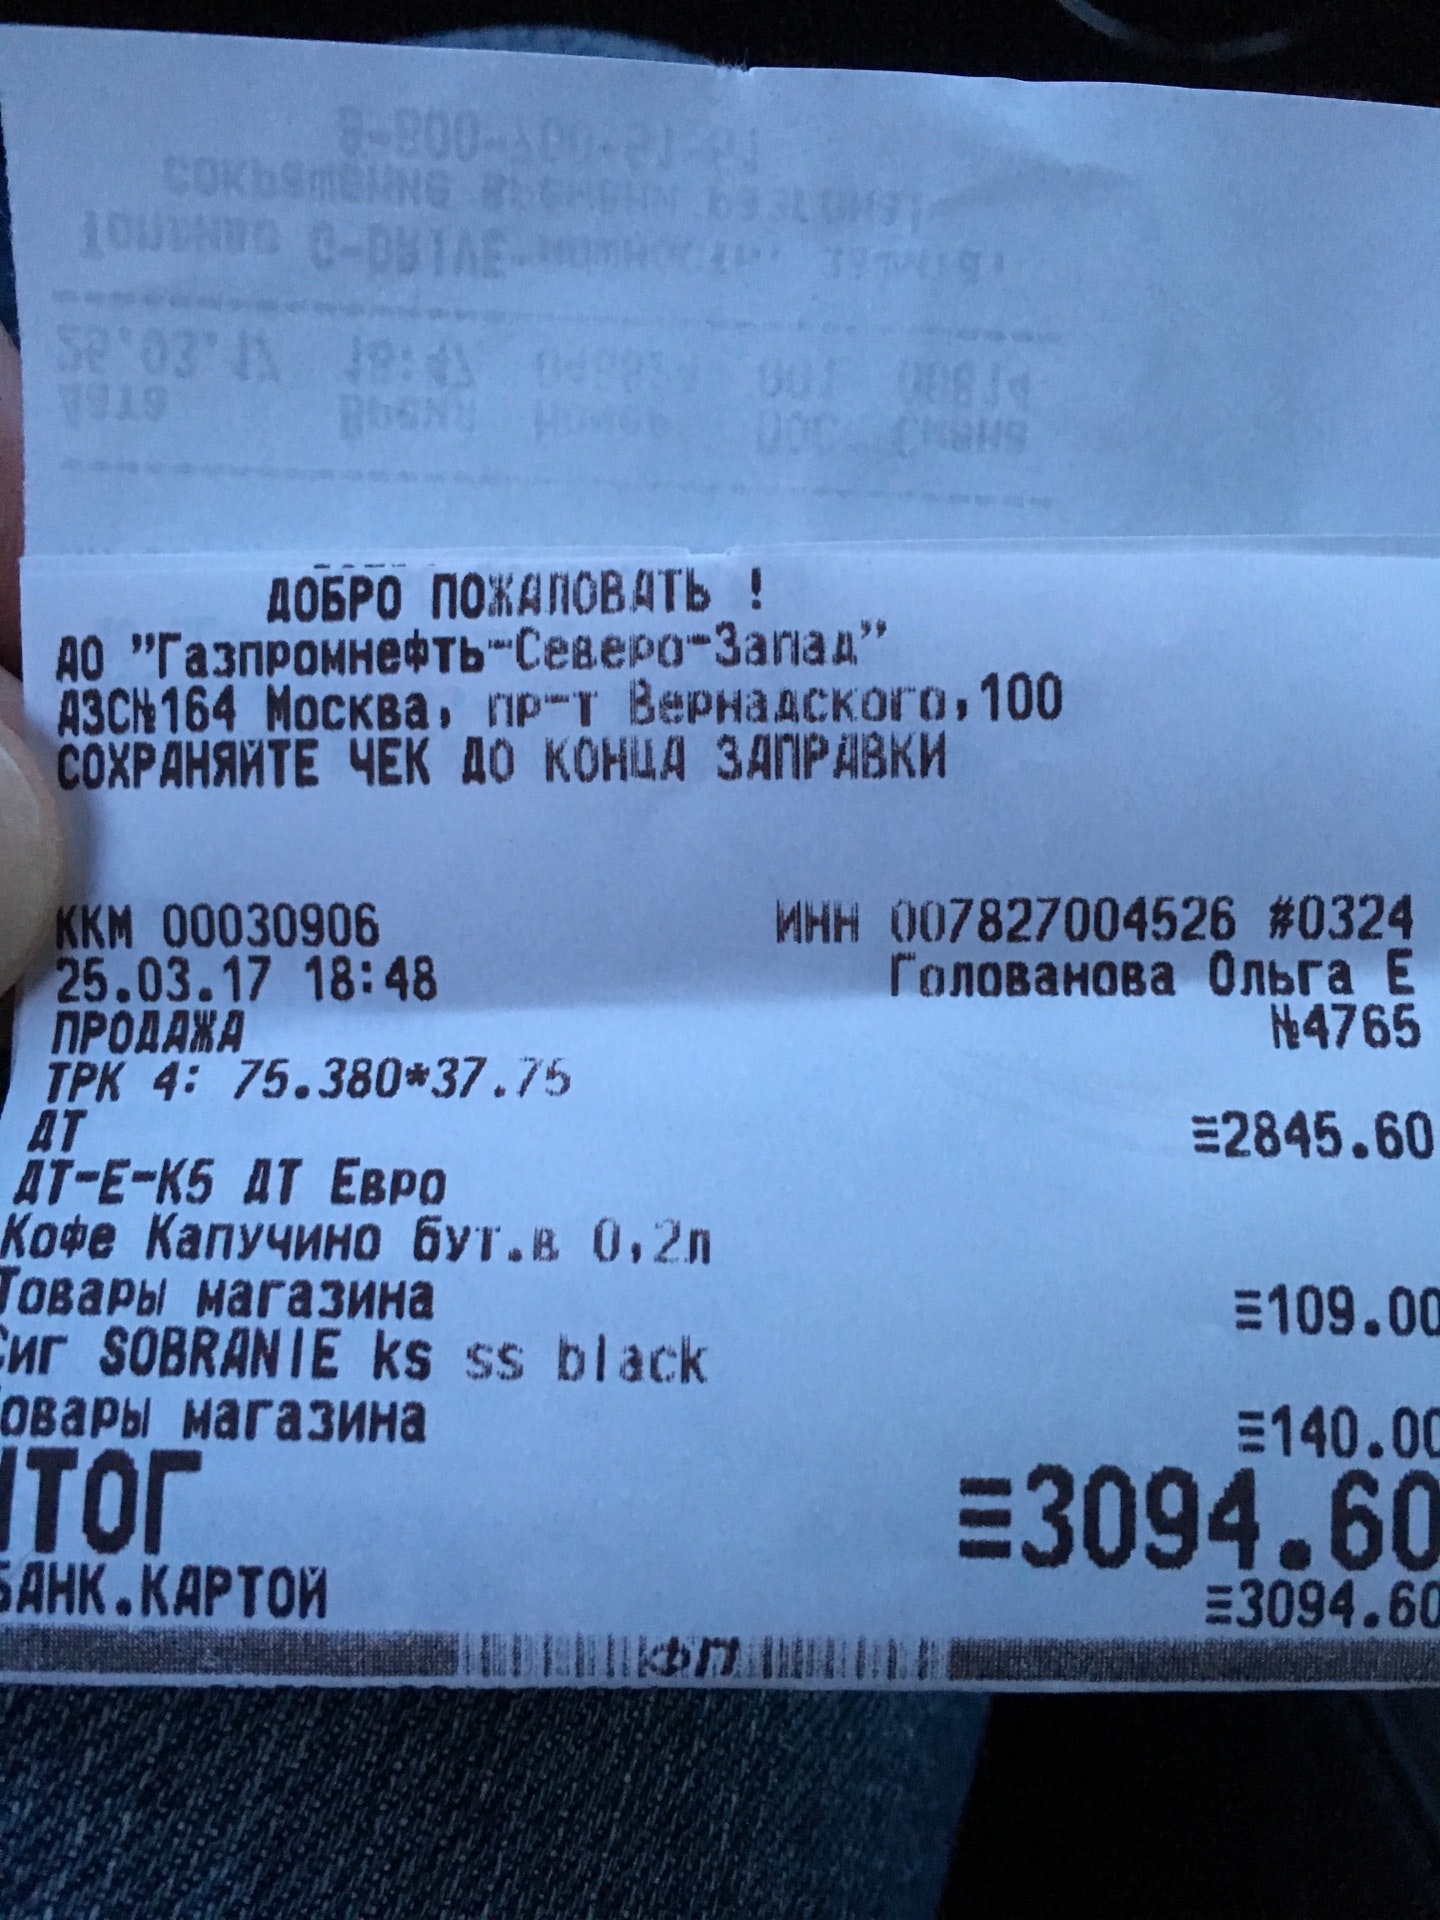 ДОБРО ПОЖАЛОВАТЬ !
АО "Газпромнефть-Северо-Запад"
АЗС№164 Москва, пр-т Вернадского,100
СОХРАНЯЙТЕ ЧЕК ДО КОНЦА ЗАПРАВКИ
ККМ 00030906 ИНН 007827004526 #0324
25.03.17 18:48 Голованова Ольга Е
ПРОДАЖА №4765
ТРК 4: 75.380*37.75
ДТ ≡2845.60
ДТ-Е-К5 ДТ Евро
Кофе Капучино бут.в 0,2л
Товары магазина ≡109.00
Сиг SOBRANIE ks ss black
Товары магазина ≡140.00
ИТОГ ≡3094.60
БАНК.КАРТОЙ ≡3094.60
ФП